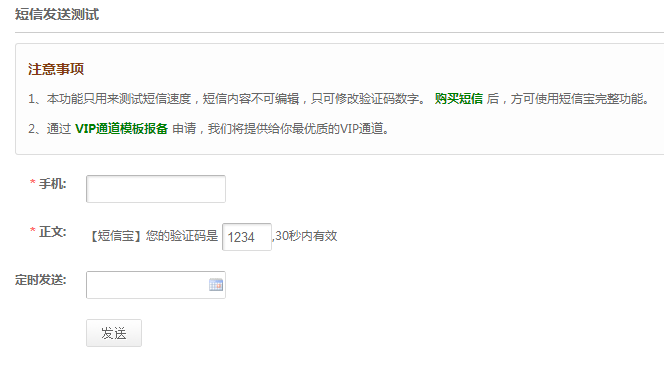 短信发送测试
注意事项
1、本功能只用来测试短信速度，短信内容不可编辑，只可修改验证码数字。 购买短信 后，方可使用短信宝完整功能。
2、通过 VIP通道模板报备 申请，我们将提供给你最优质的VIP通道。
* 手机:
* 正文: 【短信宝】您的验证码是 1234 ,30秒内有效
定时发送:
发送